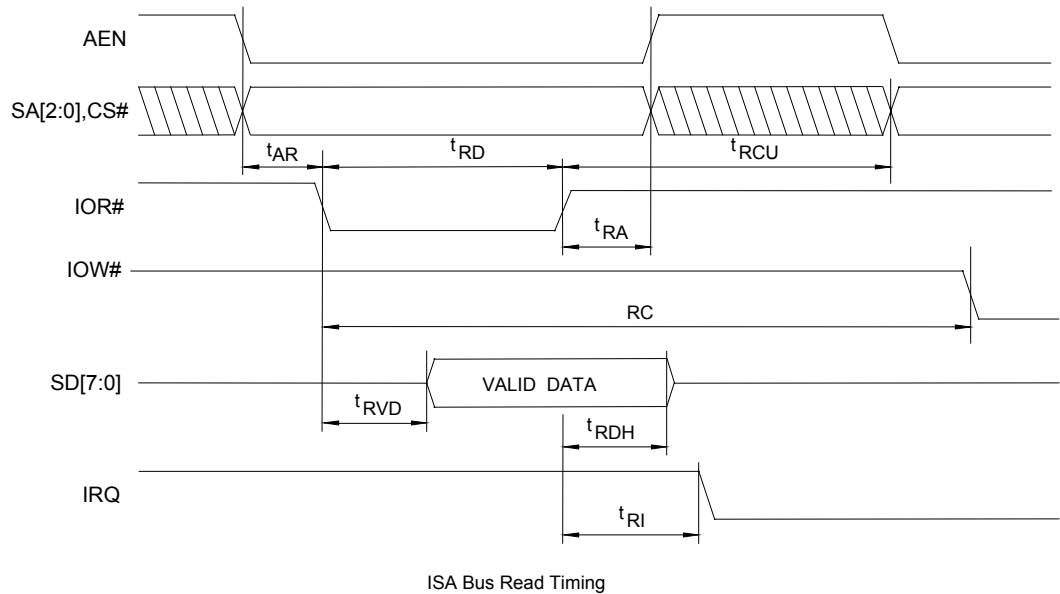 AEN
SA[2:0],CS#
tAR
tRD
tRCU
IOR#
tRA
IOW#
RC
SD[7:0]
VALID DATA
tRVD
tRDH
IRQ
tRI
ISA Bus Read Timing